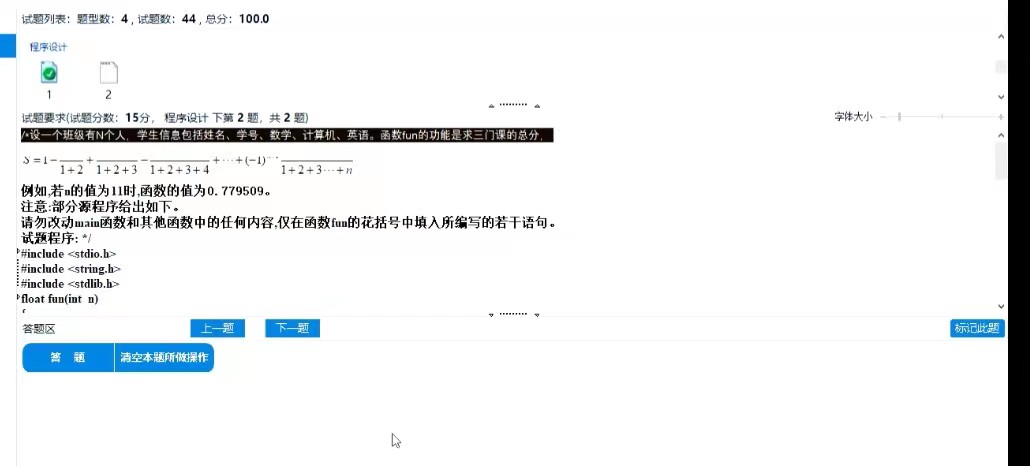 试题列表: 题型数: 4 , 试题数: 44 , 总分: 100.0
程序设计
1 2
试题要求(试题分数: 15分, 程序设计 下第 2 题, 共 2 题)
字体大小
/*设一个班级有N个人, 学生信息包括姓名、学号、数学、计算机、英语。函数fun的功能是求三门课的总分,
S = 1 − + − + ⋯ + (−1)
1+2 1+2+3 1+2+3+4 1+2+3⋯+n
例如,若n的值为11时,函数的值为0.779509。
注意:部分源程序给出如下。
请勿改动main函数和其他函数中的任何内容,仅在函数fun的花括号中填入所编写的若干语句。
试题程序: */
#include <stdio.h>
#include <string.h>
#include <stdlib.h>
float fun(int n)
答题区
上一题
下一题
标记此题
答 题
清空本题所做操作